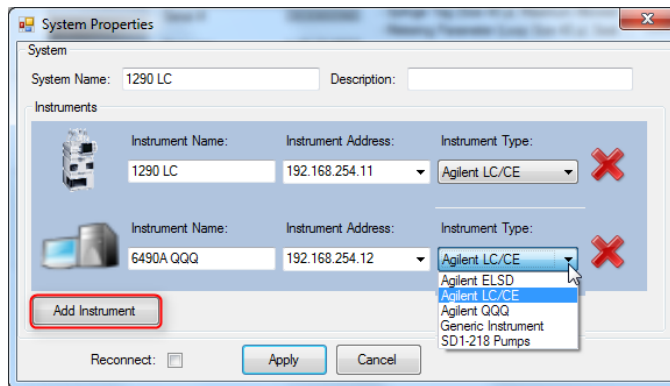 System Properties
System
System Name: 1290 LC Description:
Instruments
Instrument Name: Instrument Address: Instrument Type:
1290 LC 192.168.254.11 Agilent LC/CE
Instrument Name: Instrument Address: Instrument Type:
6490A QQQ 192.168.254.12 Agilent LC/CE
Agilent ELSD
Agilent LC/CE
Agilent QQQ
Generic Instrument
SD1-218 Pumps
Add Instrument
Reconnect: Apply Cancel